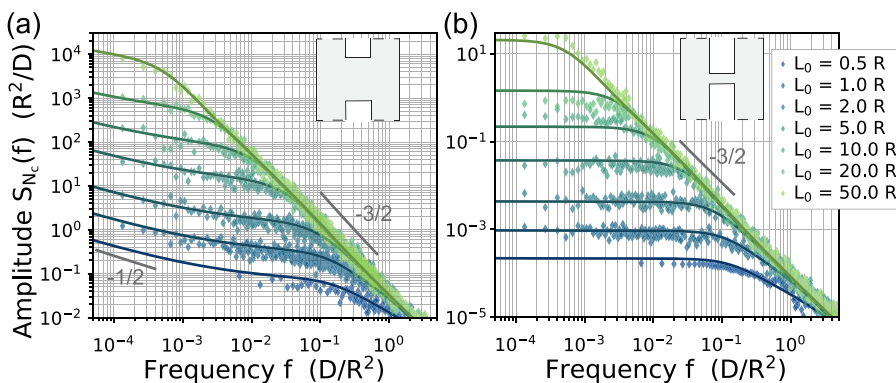 (a)
(b)
Amplitude S_{N_c}(f) (R²/D)
10⁴
10³
10²
10¹
10⁰
10⁻¹
10⁻²
-1/2
-3/2
10⁻⁴ 10⁻³ 10⁻² 10⁻¹ 10⁰
Frequency f (D/R²)
10¹
10⁻¹
10⁻³
10⁻⁵
-3/2
10⁻⁴ 10⁻³ 10⁻² 10⁻¹ 10⁰
Frequency f (D/R²)
L₀ = 0.5 R
L₀ = 1.0 R
L₀ = 2.0 R
L₀ = 5.0 R
L₀ = 10.0 R
L₀ = 20.0 R
L₀ = 50.0 R